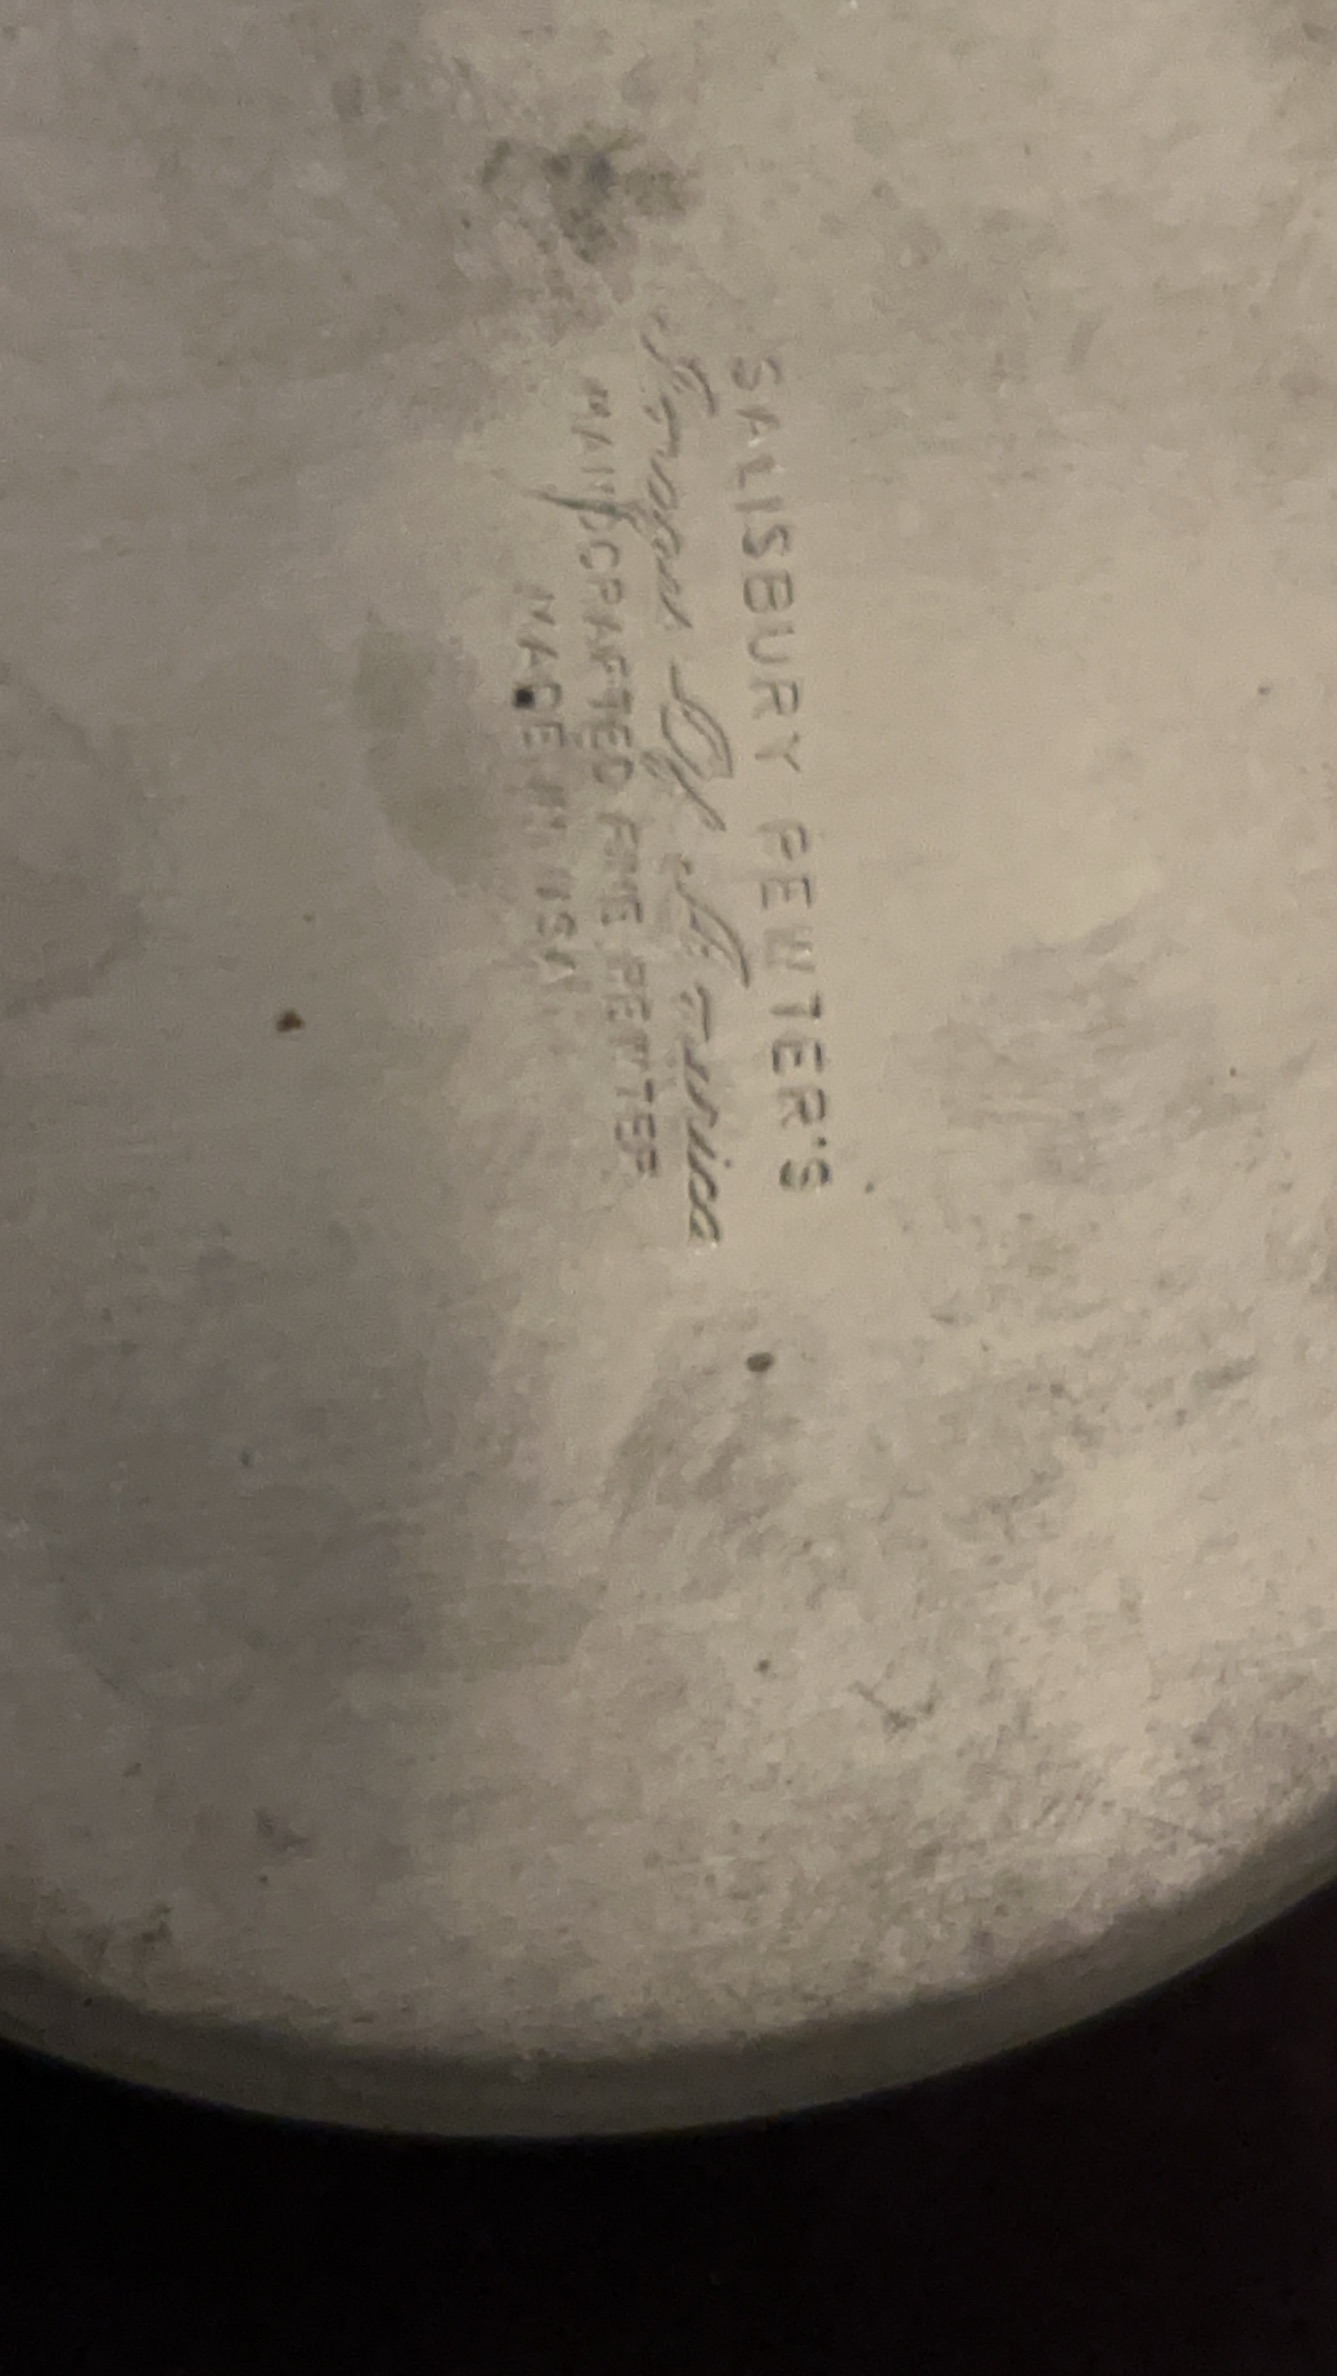 SALISBURY PEWTER'S
Images Of America
HANDCRAFTED FINE PEWTER
MADE IN USA